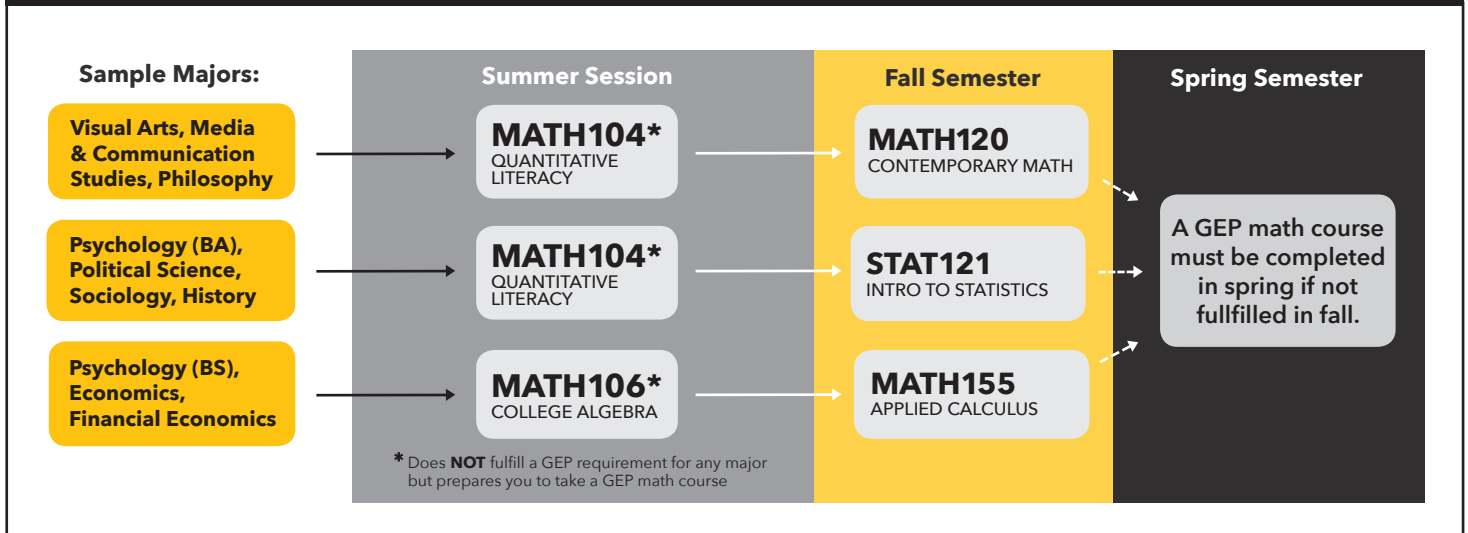 Sample Majors:
Summer Session
Fall Semester
Spring Semester
Visual Arts, Media
& Communication
Studies, Philosophy
MATH104*
QUANTITATIVE
LITERACY
MATH120
CONTEMPORARY MATH
Psychology (BA),
Political Science,
Sociology, History
MATH104*
QUANTITATIVE
LITERACY
STAT121
INTRO TO STATISTICS
A GEP math course
must be completed
in spring if not
fullfilled in fall.
Psychology (BS),
Economics,
Financial Economics
MATH106*
COLLEGE ALGEBRA
MATH155
APPLIED CALCULUS
* Does NOT fulfill a GEP requirement for any major
but prepares you to take a GEP math course